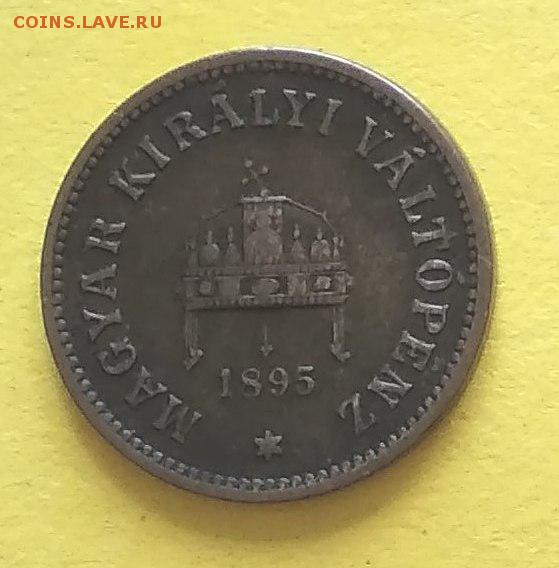 COINS.LAVE.RU
MAGYAR KIRÁLYI VÁLTÓPÉNZ
1895